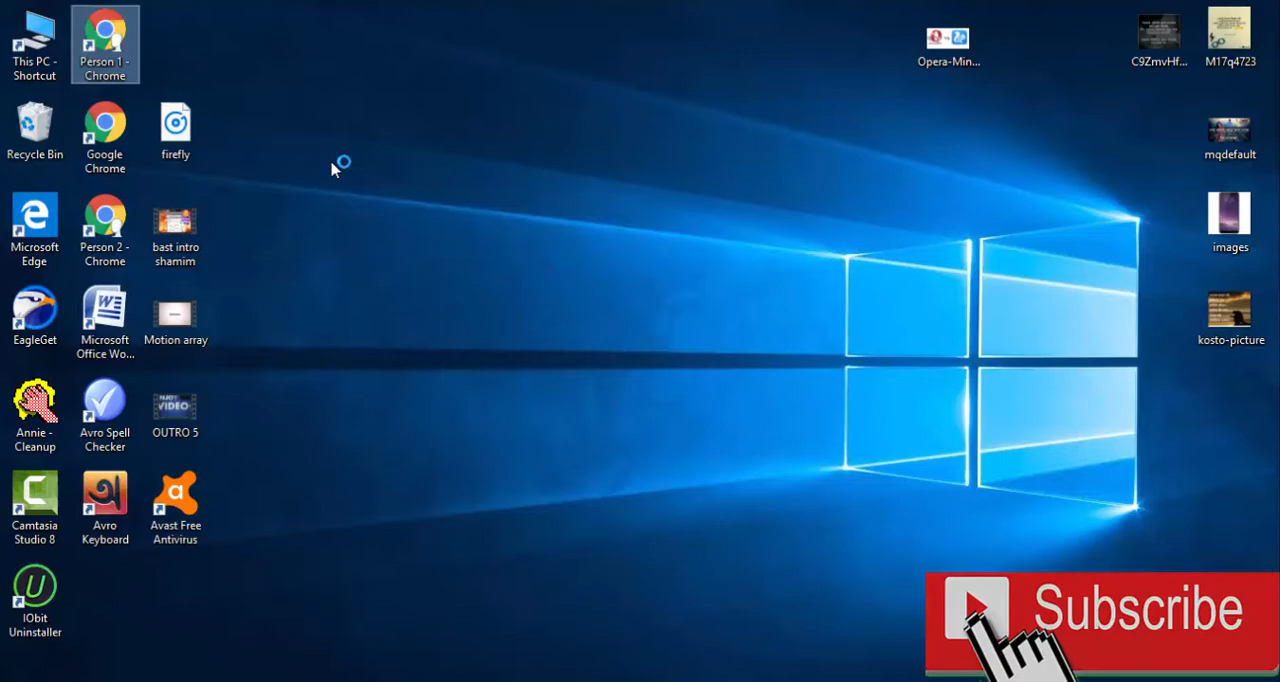 This PC -
Shortcut
Person 1 -
Chrome
Opera-Min...
C9ZmvHf...
M17q4723
Recycle Bin
Google
Chrome
firefly
mqdefault
Microsoft
Edge
Person 2 -
Chrome
bast intro
shamim
images
EagleGet
Microsoft
Office Wo...
Motion array
kosto-picture
Annie -
Cleanup
Avro Spell
Checker
VIDEO
OUTRO 5
Camtasia
Studio 8
Avro
Keyboard
Avast Free
Antivirus
IObit
Uninstaller
Subscribe